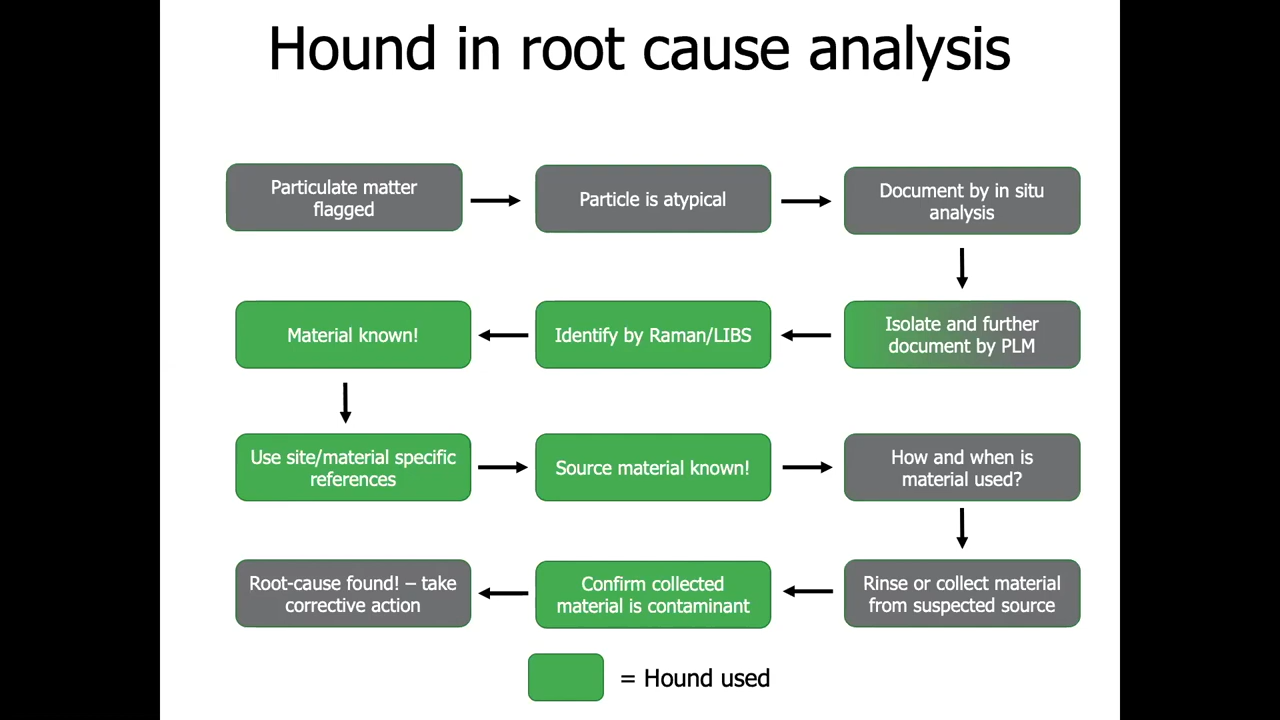 Hound in root cause analysis
Particulate matter
flagged
Particle is atypical
Document by in situ
analysis
Isolate and further
document by PLM
Identify by Raman/LIBS
Material known!
Use site/material specific
references
Source material known!
How and when is
material used?
Rinse or collect material
from suspected source
Confirm collected
material is contaminant
Root-cause found! – take
corrective action
= Hound used